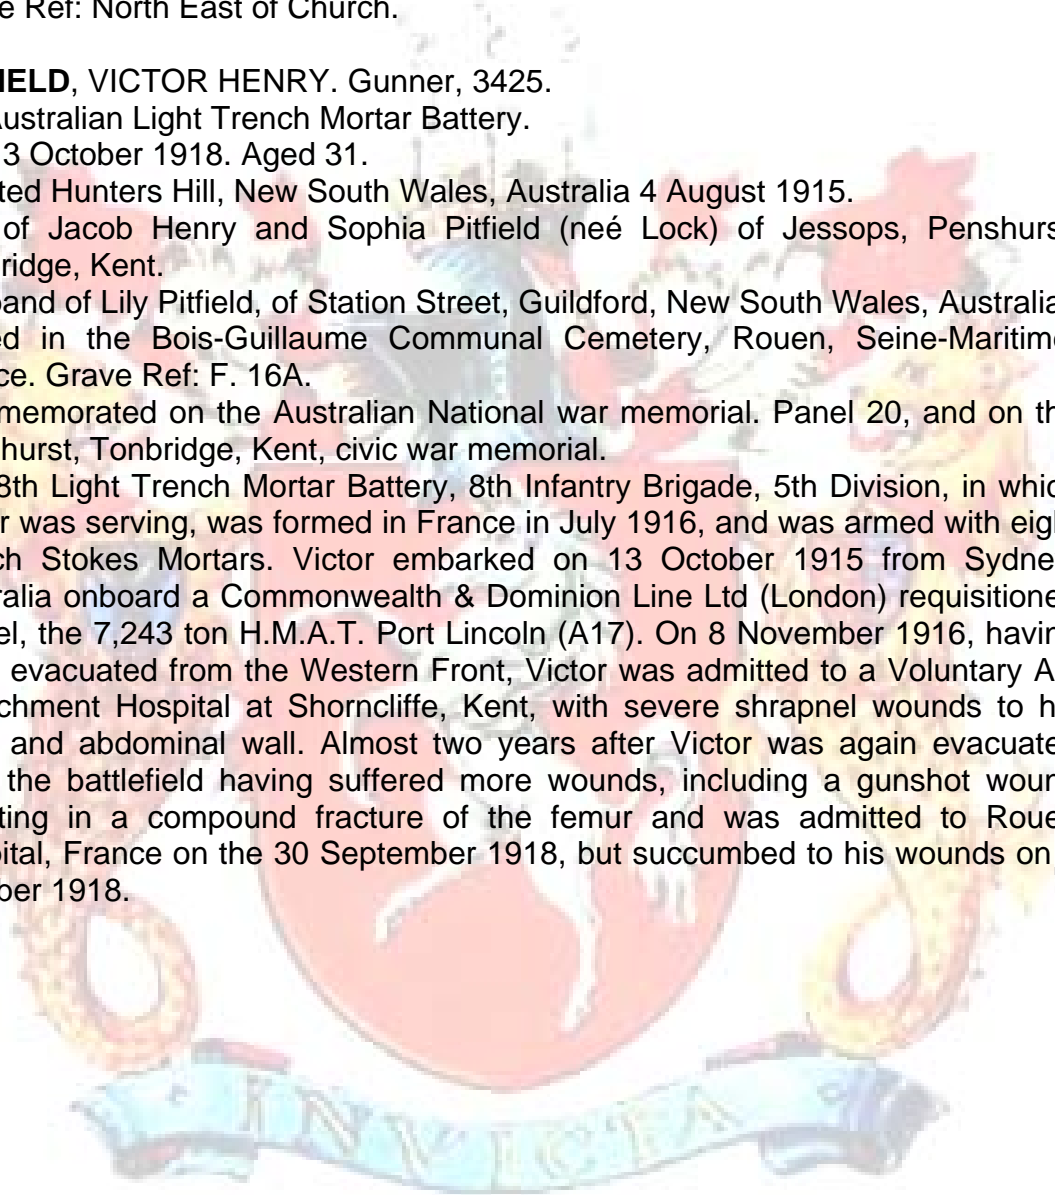 e Ref: North East of Church.
IELD, VICTOR HENRY. Gunner, 3425.
Australian Light Trench Mortar Battery.
3 October 1918. Aged 31.
ted Hunters Hill, New South Wales, Australia 4 August 1915.
of Jacob Henry and Sophia Pitfield (neé Lock) of Jessops, Penshurs
ridge, Kent.
band of Lily Pitfield, of Station Street, Guildford, New South Wales, Australia
ed in the Bois-Guillaume Communal Cemetery, Rouen, Seine-Maritime
ce. Grave Ref: F. 16A.
memorated on the Australian National war memorial. Panel 20, and on th
hurst, Tonbridge, Kent, civic war memorial.
8th Light Trench Mortar Battery, 8th Infantry Brigade, 5th Division, in whic
r was serving, was formed in France in July 1916, and was armed with eigh
ch Stokes Mortars. Victor embarked on 13 October 1915 from Sydne
ralia onboard a Commonwealth & Dominion Line Ltd (London) requisitione
el, the 7,243 ton H.M.A.T. Port Lincoln (A17). On 8 November 1916, havin
evacuated from the Western Front, Victor was admitted to a Voluntary A
chment Hospital at Shorncliffe, Kent, with severe shrapnel wounds to h
and abdominal wall. Almost two years after Victor was again evacuate
the battlefield having suffered more wounds, including a gunshot woun
ting in a compound fracture of the femur and was admitted to Roue
pital, France on the 30 September 1918, but succumbed to his wounds on
ber 1918.
INVICTA